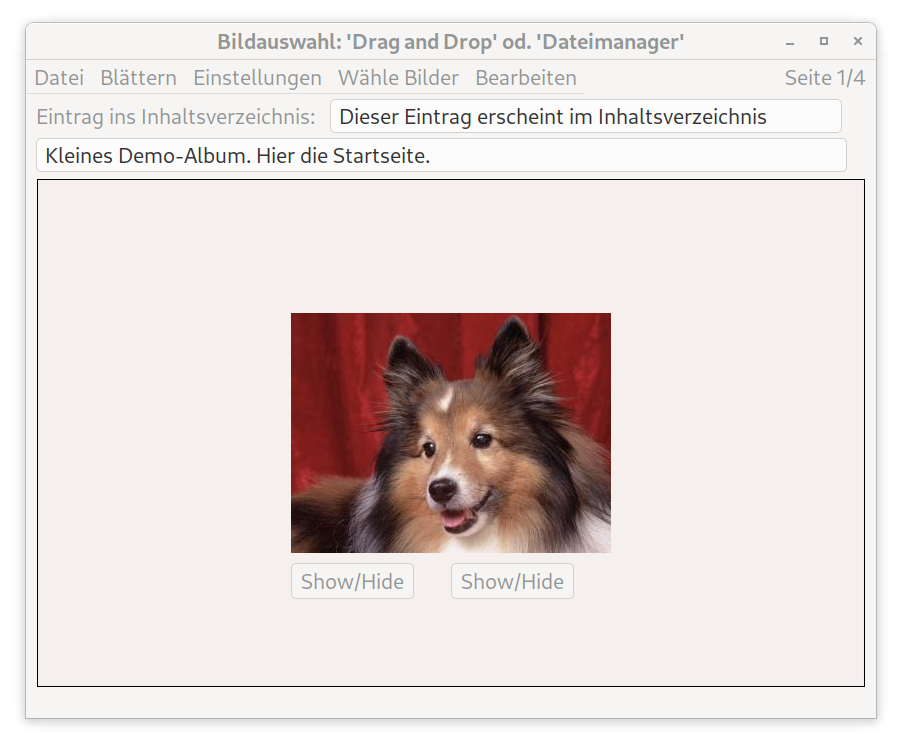 Bildauswahl: 'Drag and Drop' od. 'Dateimanager'
Datei Blättern Einstellungen Wähle Bilder Bearbeiten Seite 1/4
Eintrag ins Inhaltsverzeichnis: Dieser Eintrag erscheint im Inhaltsverzeichnis
Kleines Demo-Album. Hier die Startseite.
Show/Hide Show/Hide